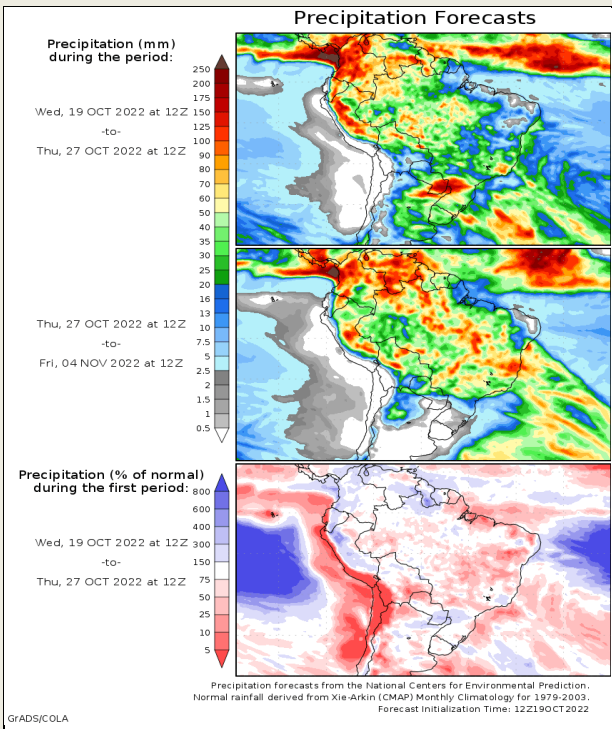 Precipitation Forecasts
Precipitation (mm)
during the period:
Wed, 19 OCT 2022 at 12Z
-to-
Thu, 27 OCT 2022 at 12Z
250
200
175
150
125
100
90
80
70
60
50
40
35
30
25
20
16
13
10
7.5
5
2.5
2
1.5
1
0.5
Thu, 27 OCT 2022 at 12Z
-to-
Fri, 04 NOV 2022 at 12Z
Precipitation (% of normal)
during the first period:
Wed, 19 OCT 2022 at 12Z
-to-
Thu, 27 OCT 2022 at 12Z
800
600
400
300
150
75
50
25
10
5
Precipitation forecasts from the National Centers for Environmental Prediction.
Normal rainfall derived from Xie-Arkin (CMAP) Monthly Climatology for 1979-2003.
Forecast Initialization Time: 12Z19OCT2022
GrADS/COLA